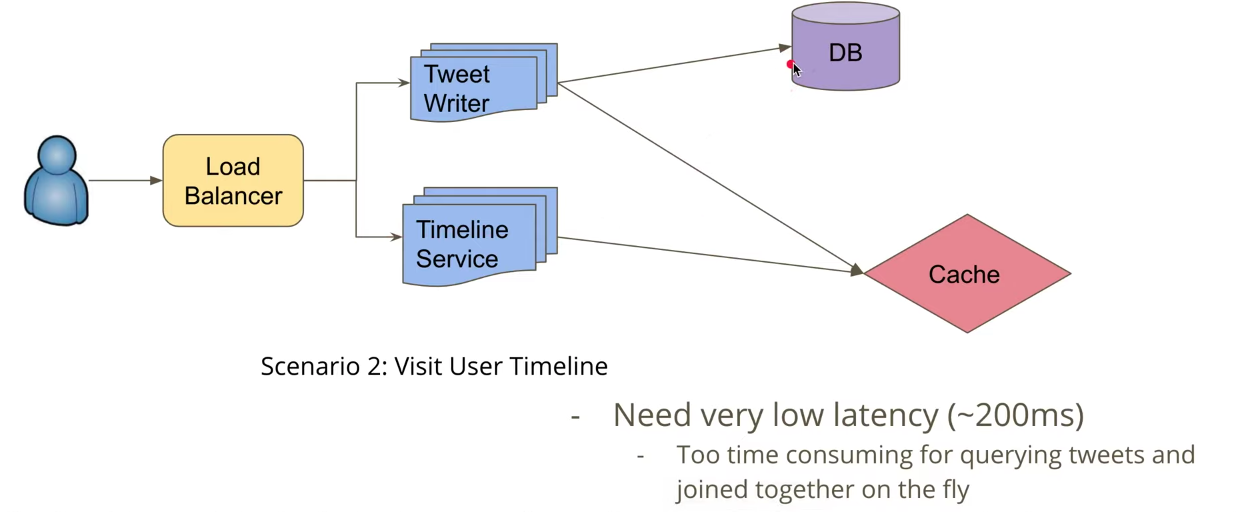 DB
Tweet
Writer
Load
Balancer
Timeline
Service
Cache
Scenario 2: Visit User Timeline
- Need very low latency (~200ms)
- Too time consuming for querying tweets and
joined together on the fly